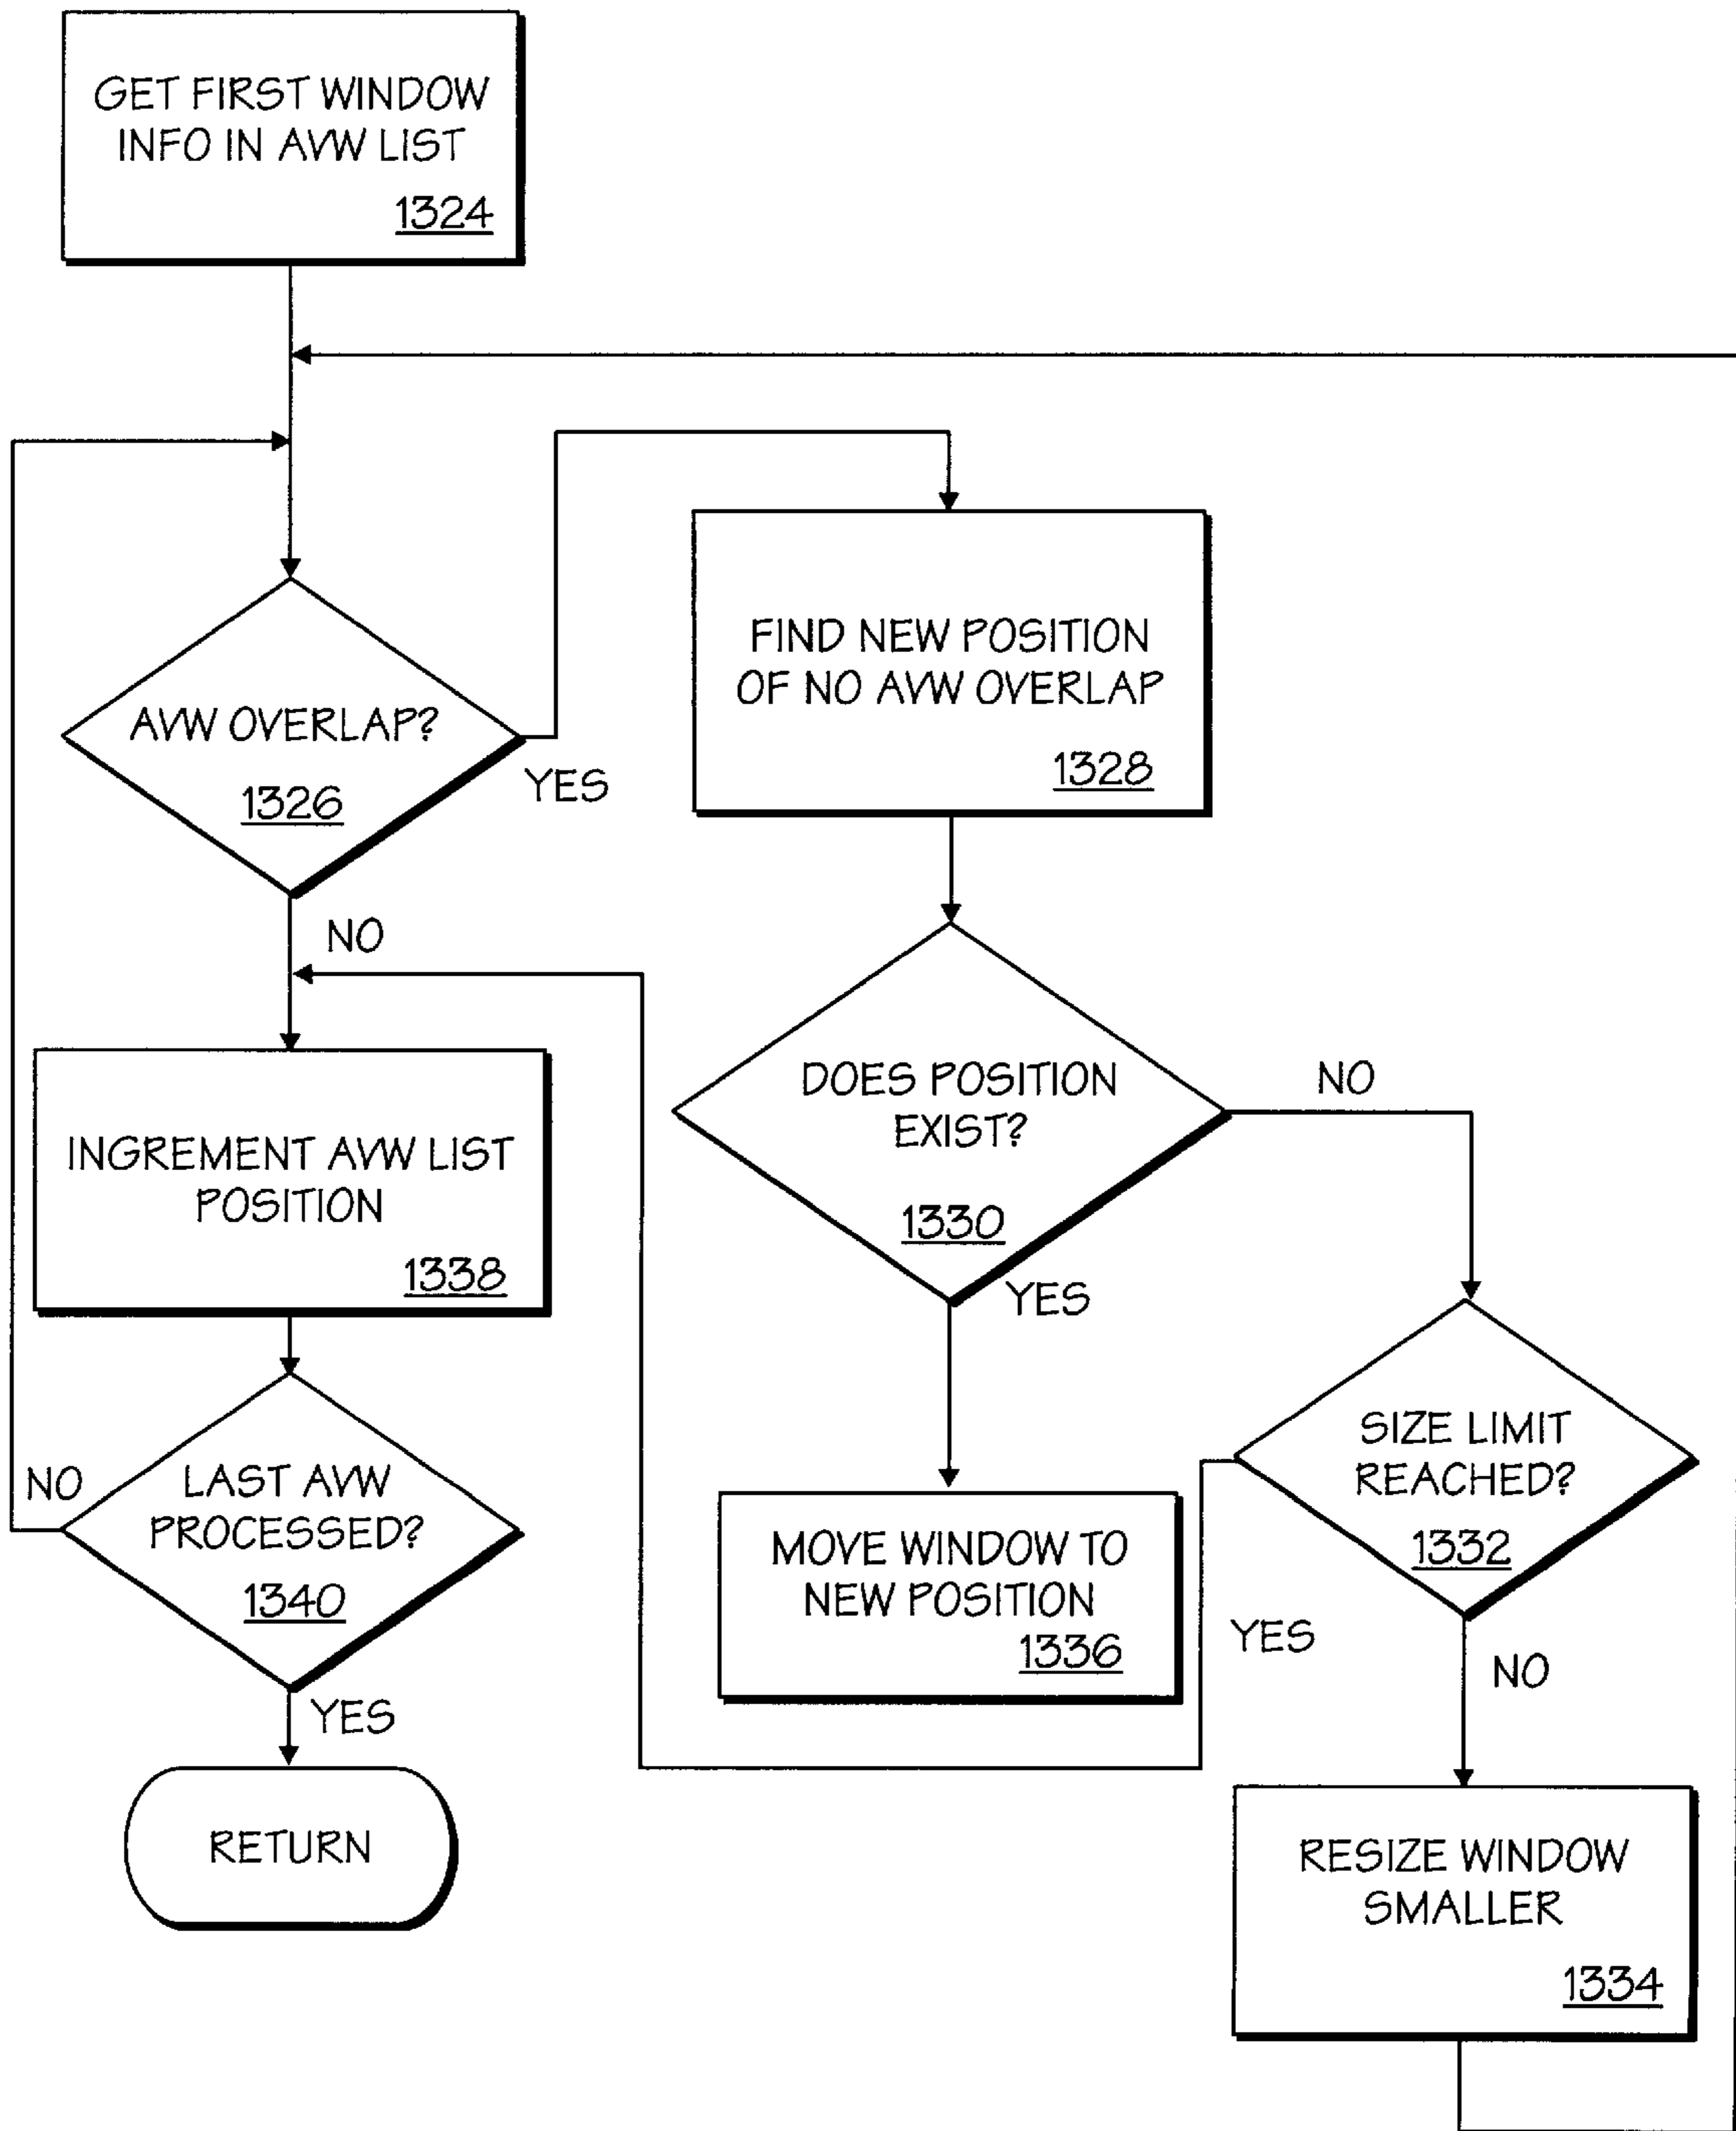 GET FIRST WINDOW
INFO IN AVW LIST
1324
AVW OVERLAP?
1326
YES
NO
FIND NEW POSITION
OF NO AVW OVERLAP
1328
DOES POSITION
EXIST?
1330
NO
YES
INGREMENT AVW LIST
POSITION
1338
LAST AVW
PROCESSED?
1340
NO
YES
RETURN
MOVE WINDOW TO
NEW POSITION
1336
SIZE LIMIT
REACHED?
1332
YES
NO
RESIZE WINDOW
SMALLER
1334